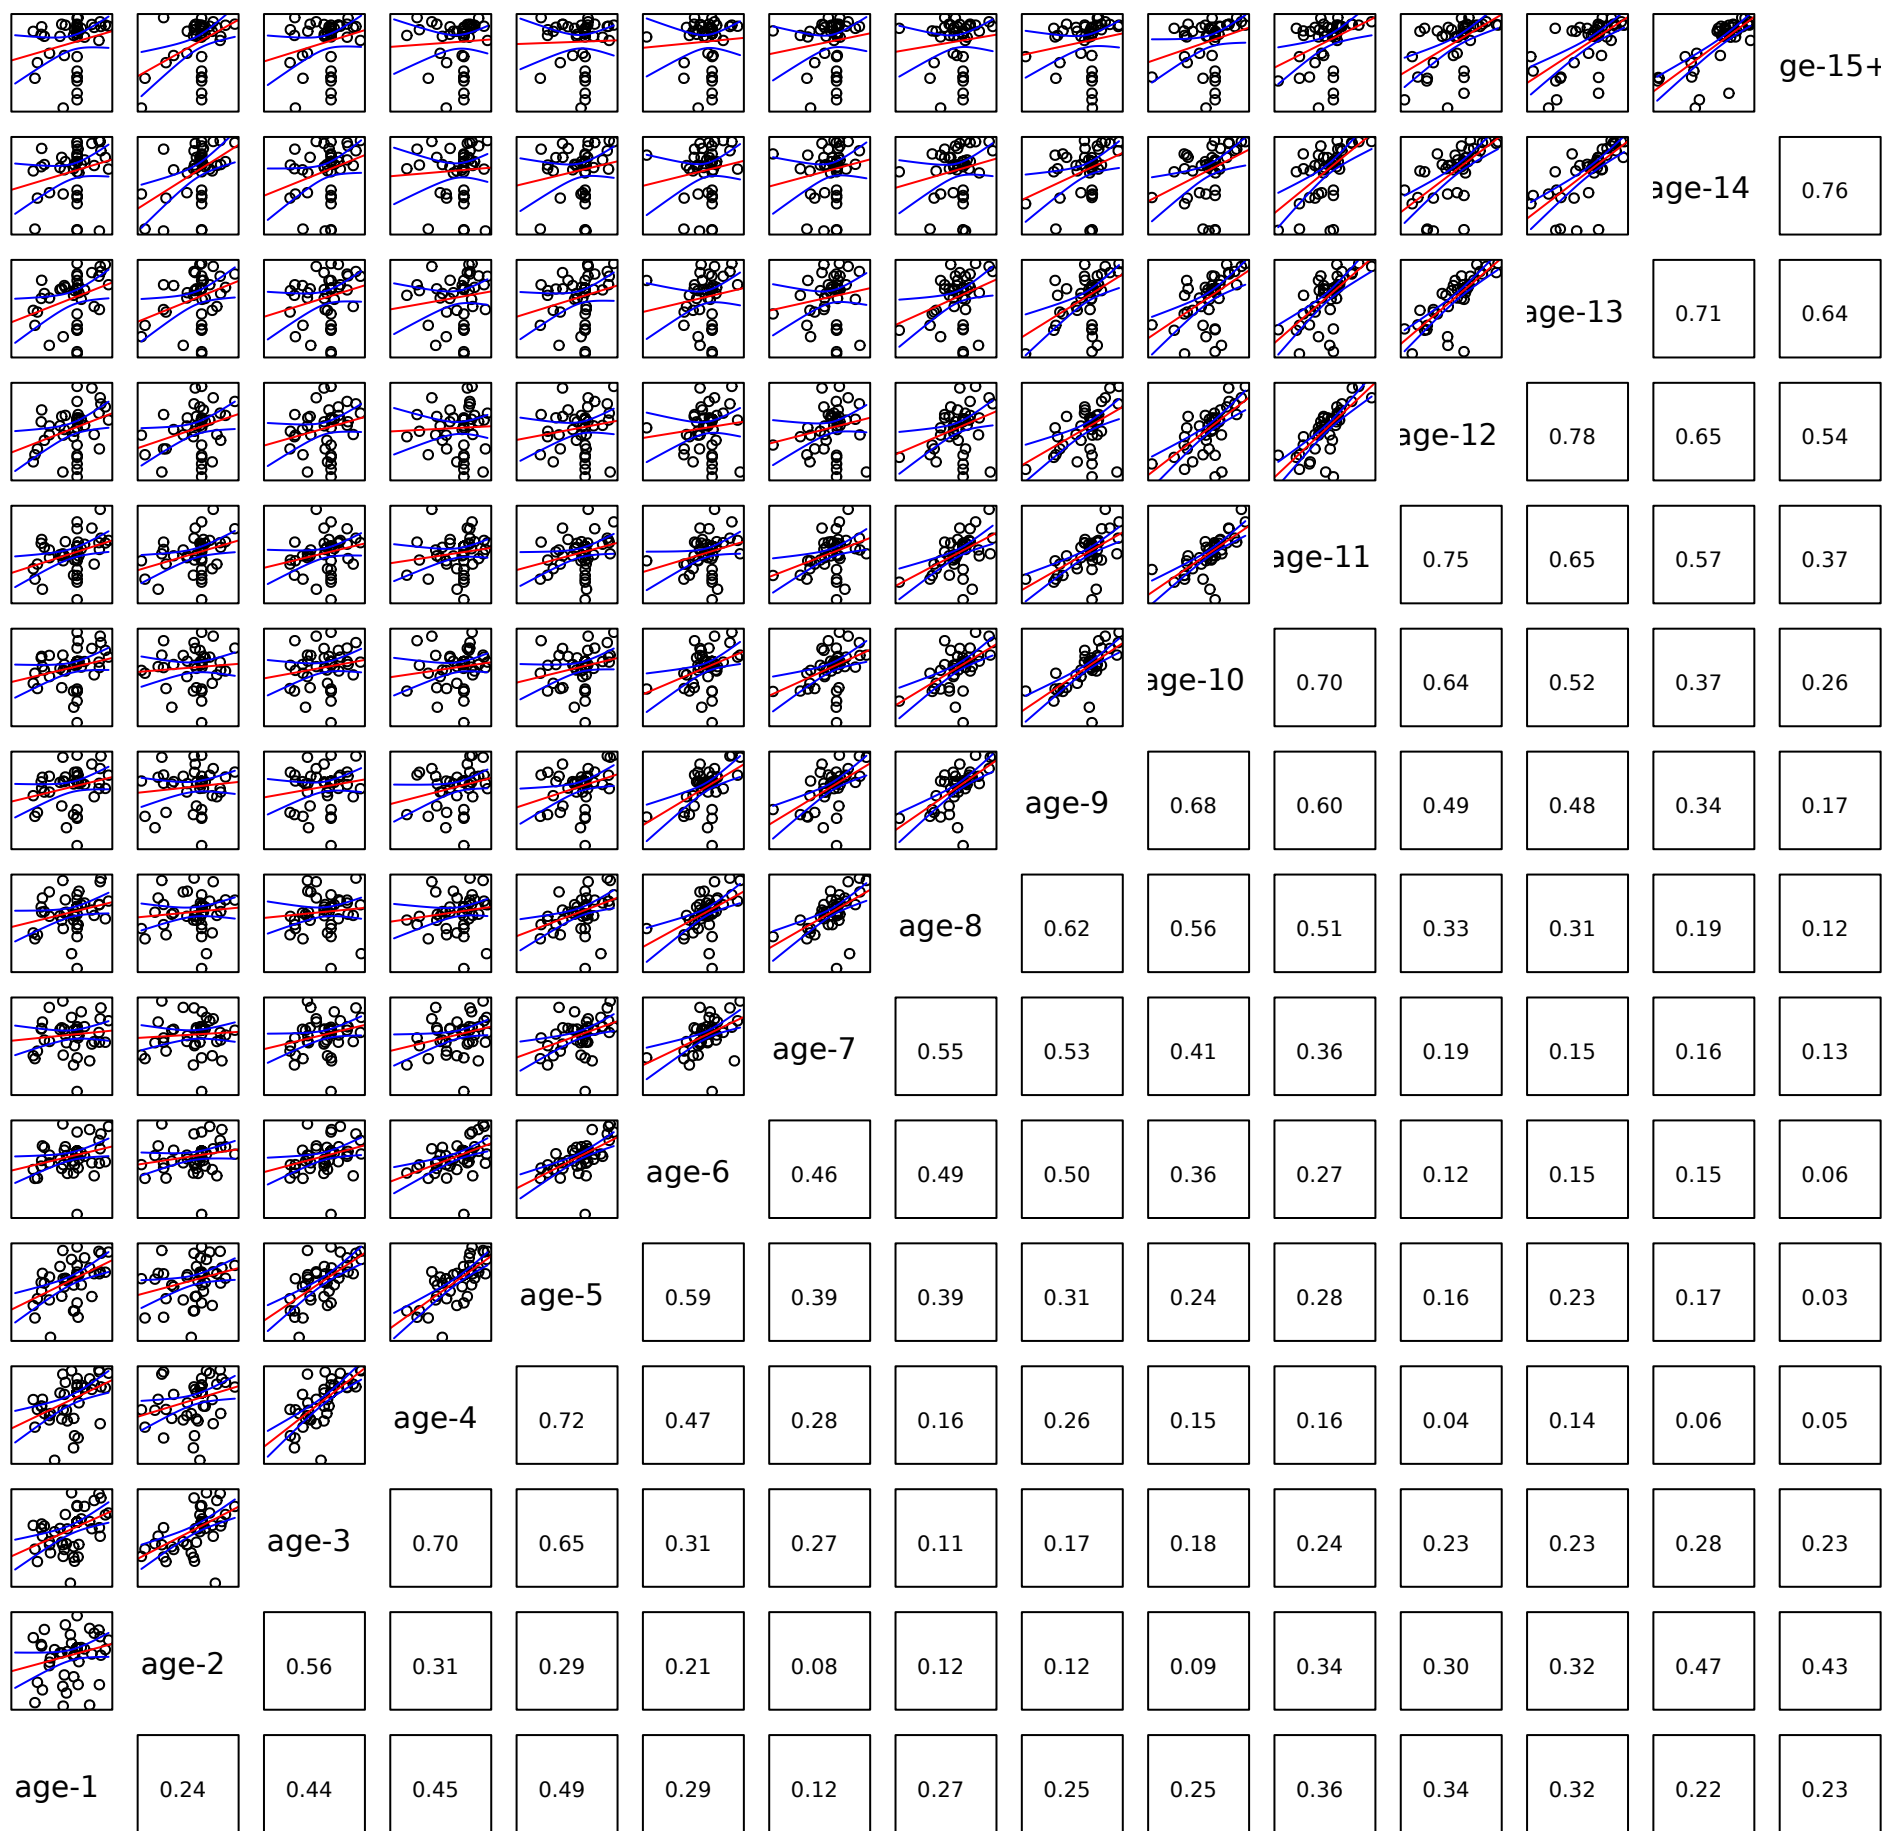 ge-15+
age-14 0.76
age-13 0.71 0.64
age-12 0.78 0.65 0.54
age-11 0.75 0.65 0.57 0.37
age-10 0.70 0.64 0.52 0.37 0.26
age-9 0.68 0.60 0.49 0.48 0.34 0.17
age-8 0.62 0.56 0.51 0.33 0.31 0.19 0.12
age-7 0.55 0.53 0.41 0.36 0.19 0.15 0.16 0.13
age-6 0.46 0.49 0.50 0.36 0.27 0.12 0.15 0.15 0.06
age-5 0.59 0.39 0.39 0.31 0.24 0.28 0.16 0.23 0.17 0.03
age-4 0.72 0.47 0.28 0.16 0.26 0.15 0.16 0.04 0.14 0.06 0.05
age-3 0.70 0.65 0.31 0.27 0.11 0.17 0.18 0.24 0.23 0.23 0.28 0.23
age-2 0.56 0.31 0.29 0.21 0.08 0.12 0.12 0.09 0.34 0.30 0.32 0.47 0.43
age-1 0.24 0.44 0.45 0.49 0.29 0.12 0.27 0.25 0.25 0.36 0.34 0.32 0.22 0.23